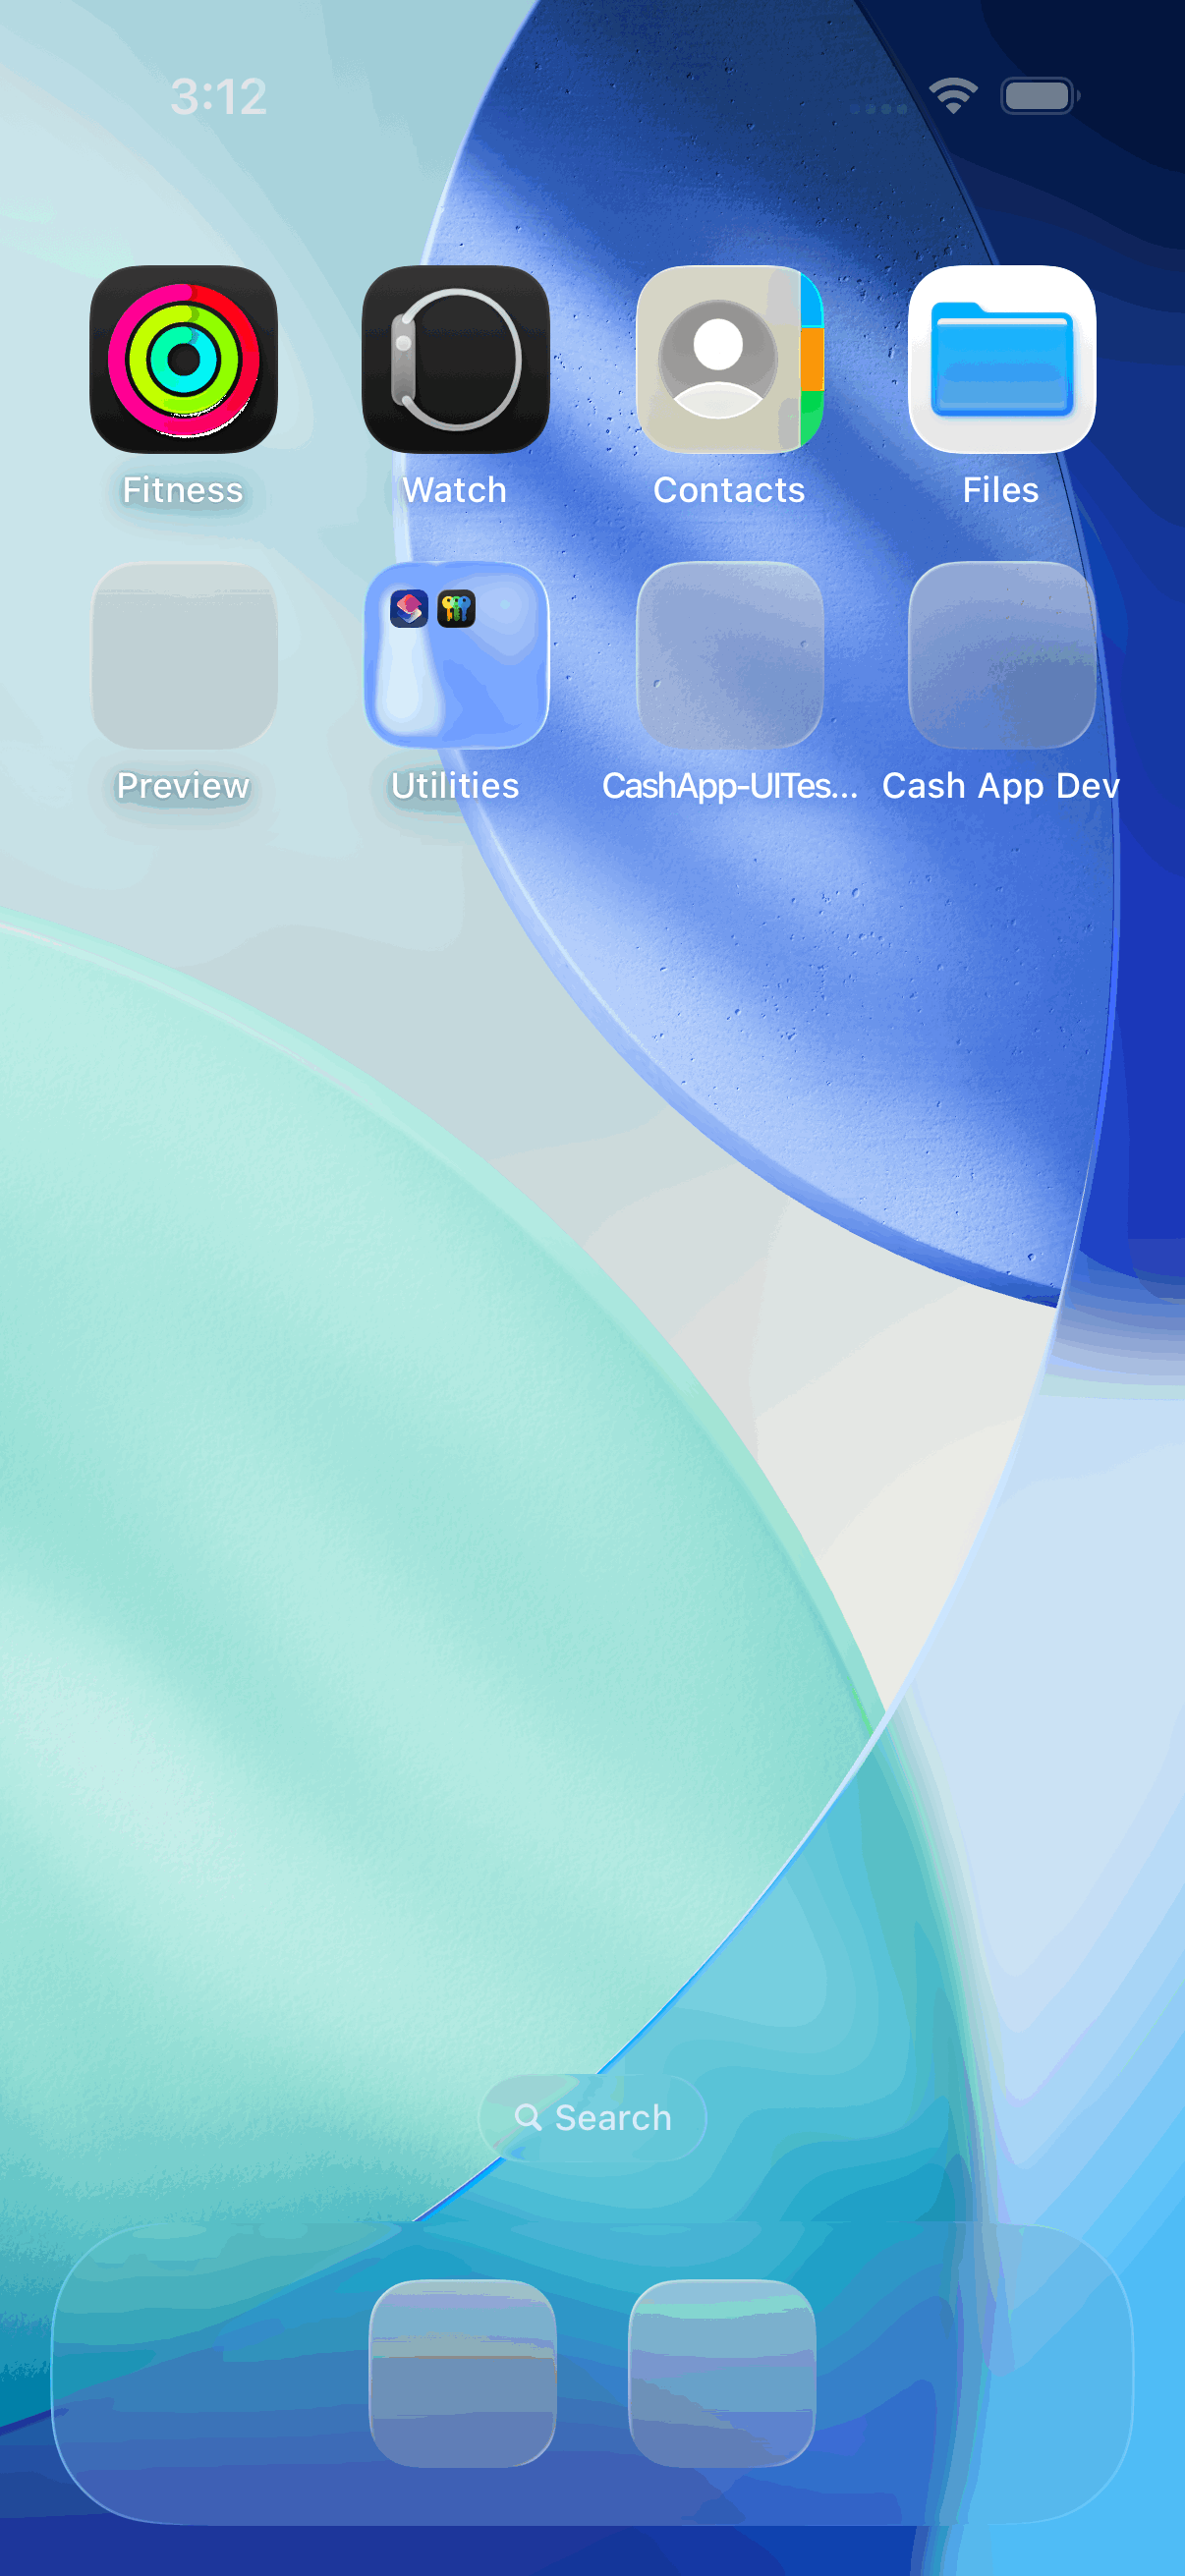 3:12
Fitness
Watch
Contacts
Files
Preview
Utilities
CashApp-UITes...
Cash App Dev
Search